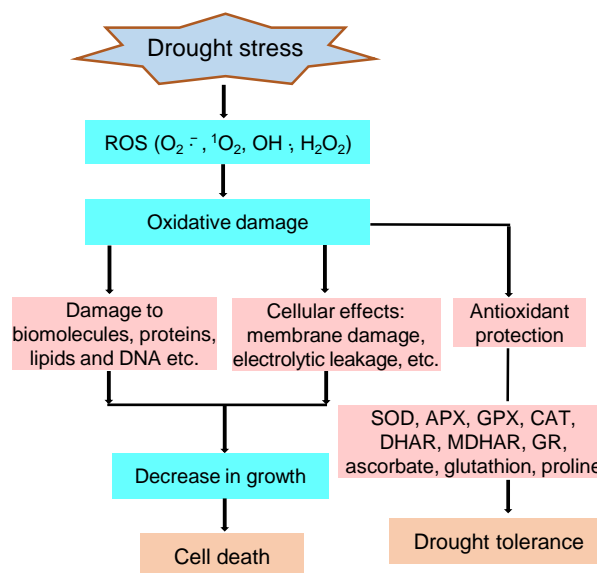 Drought stress
ROS (O₂ ·⁻, ¹O₂, OH ·, H₂O₂)
Oxidative damage
Damage to
biomolecules, proteins,
lipids and DNA etc.
Cellular effects:
membrane damage,
electrolytic leakage, etc.
Antioxidant
protection
SOD, APX, GPX, CAT,
DHAR, MDHAR, GR,
ascorbate, glutathion, proline
Decrease in growth
Cell death
Drought tolerance